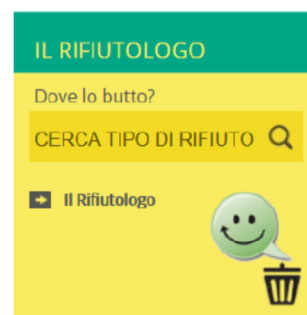 IL RIFIUTOLOGO
Dove lo butto?
CERCA TIPO DI RIFIUTO
Il Rifiutologo